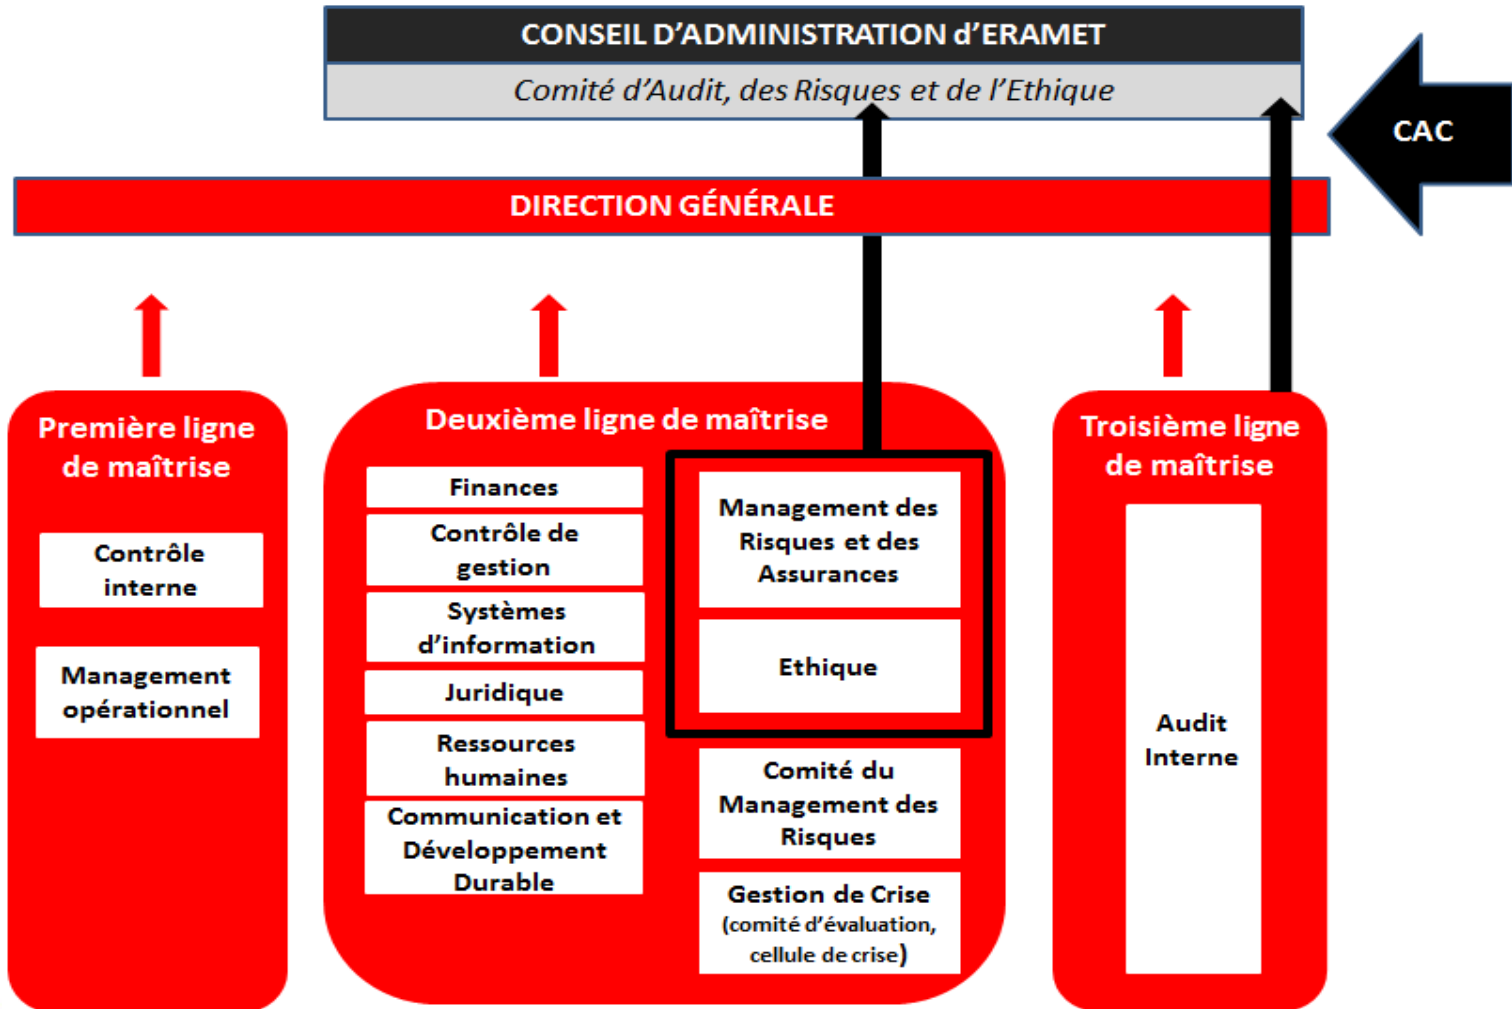 CONSEIL D'ADMINISTRATION d'ERAMET
Comité d'Audit, des Risques et de l'Ethique
CAC
DIRECTION GÉNÉRALE
Première ligne
de maîtrise
Contrôle
interne
Management
opérationnel
Deuxième ligne de maîtrise
Finances
Contrôle de
gestion
Systèmes
d'information
Juridique
Ressources
humaines
Communication et
Développement
Durable
Management des
Risques et des
Assurances
Ethique
Comité du
Management des
Risques
Gestion de Crise
(comité d'évaluation,
cellule de crise)
Troisième ligne
de maîtrise
Audit
Interne